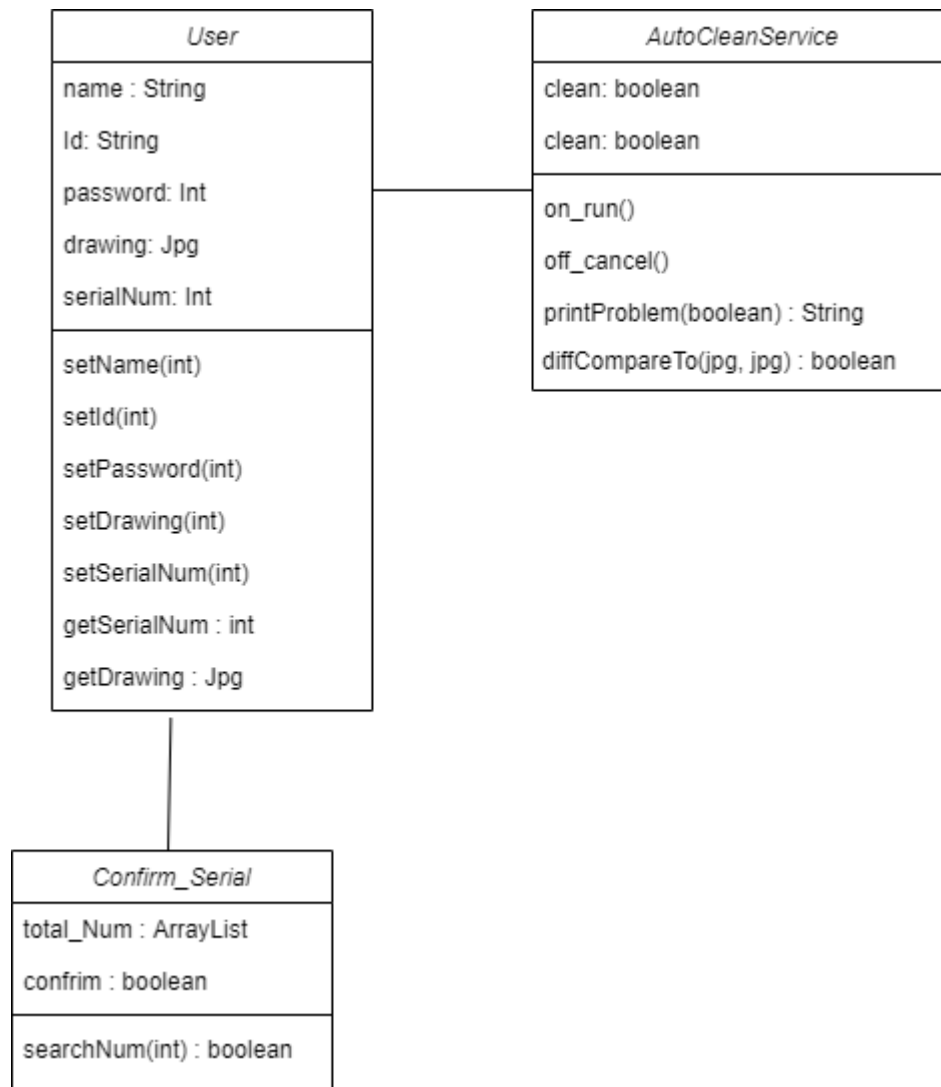 User
name : String
Id: String
password: Int
drawing: Jpg
serialNum: Int
setName(int)
setId(int)
setPassword(int)
setDrawing(int)
setSerialNum(int)
getSerialNum : int
getDrawing : Jpg
AutoCleanService
clean: boolean
clean: boolean
on_run()
off_cancel()
printProblem(boolean) : String
diffCompareTo(jpg, jpg) : boolean
Confirm_Serial
total_Num : ArrayList
confrim : boolean
searchNum(int) : boolean